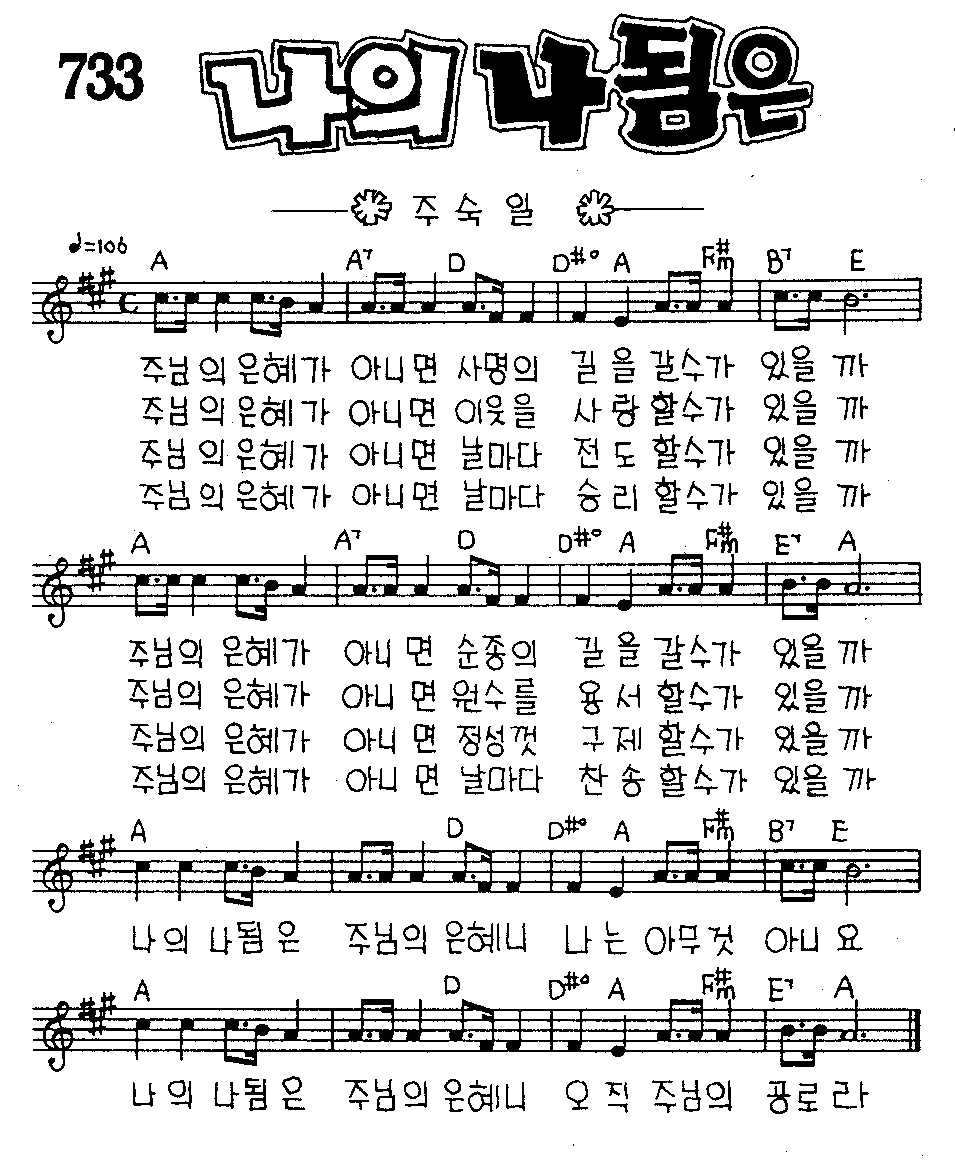 733
나의 나됨은
주숙일
♩=106
A A7 D D#° A F#m B7 E
주님의 은혜가 아니면 사명의 길을 갈수가 있을까
주님의 은혜가 아니면 이웃을 사랑할수가 있을까
주님의 은혜가 아니면 날마다 전도할수가 있을까
주님의 은혜가 아니면 날마다 승리할수가 있을까
A A7 D D#° A F#m E7 A
주님의 은혜가 아니면 순종의 길을 갈수가 있을까
주님의 은혜가 아니면 원수를 용서할수가 있을까
주님의 은혜가 아니면 정성껏 구제할수가 있을까
주님의 은혜가 아니면 날마다 찬송할수가 있을까
A D D#° A F#m B7 E
나의 나됨은 주님의 은혜니 나는 아무것 아니요
A D D#° A F#m E7 A
나의 나됨은 주님의 은혜니 오직 주님의 공로라